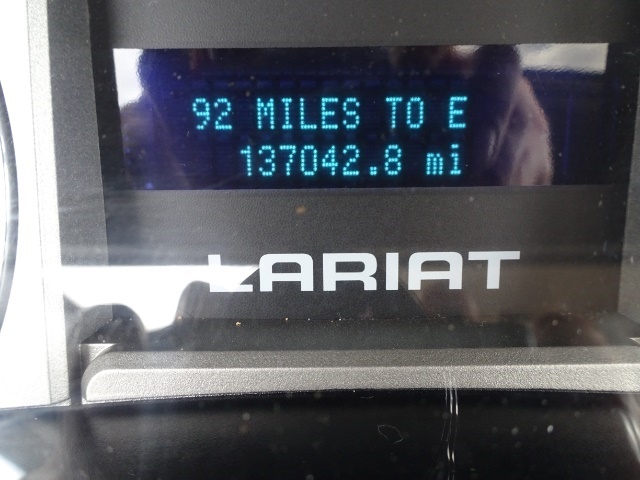 92 MILES TO E
137042.8 mi
LARIAT